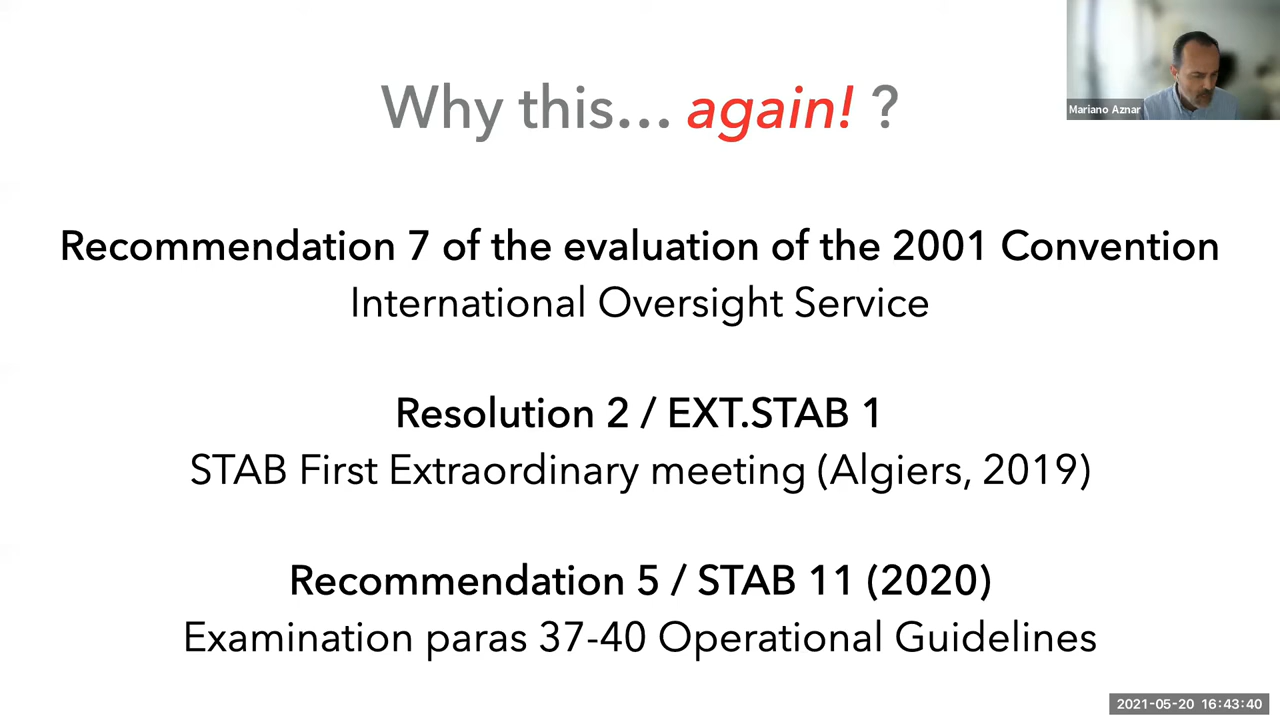 Why this... again! ?
Mariano Aznar
Recommendation 7 of the evaluation of the 2001 Convention
International Oversight Service
Resolution 2 / EXT.STAB 1
STAB First Extraordinary meeting (Algiers, 2019)
Recommendation 5 / STAB 11 (2020)
Examination paras 37-40 Operational Guidelines
2021-05-20 16:43:40